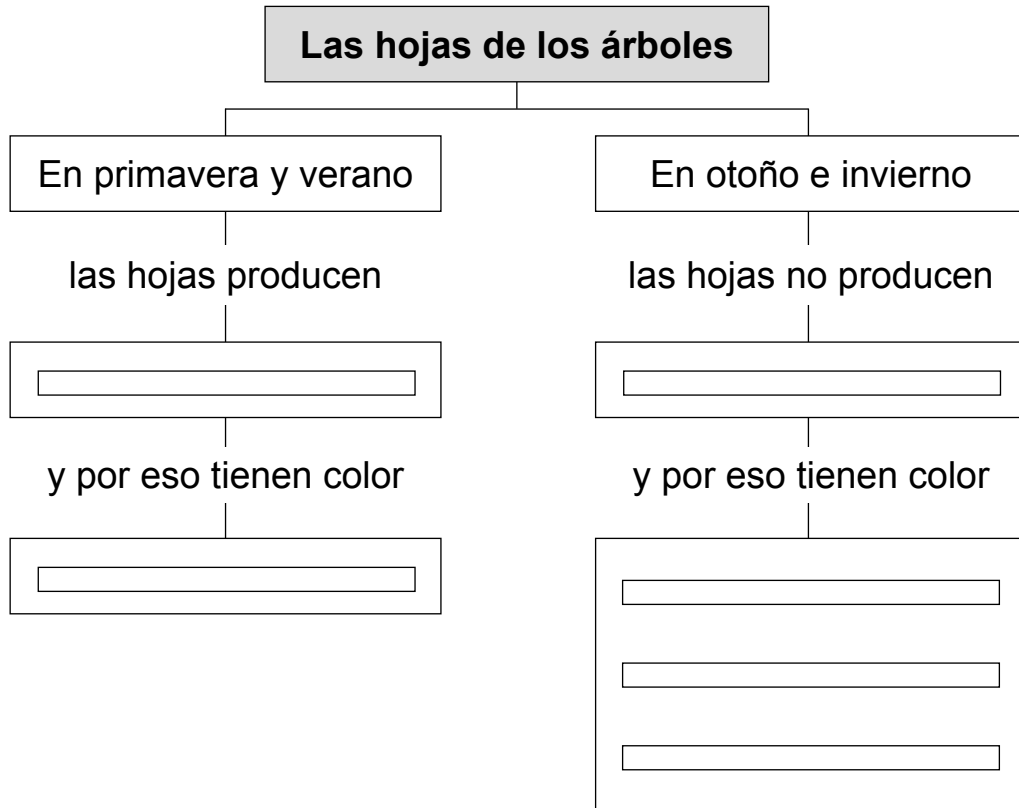 Las hojas de los árboles
En primavera y verano
las hojas producen
y por eso tienen color
En otoño e invierno
las hojas no producen
y por eso tienen color